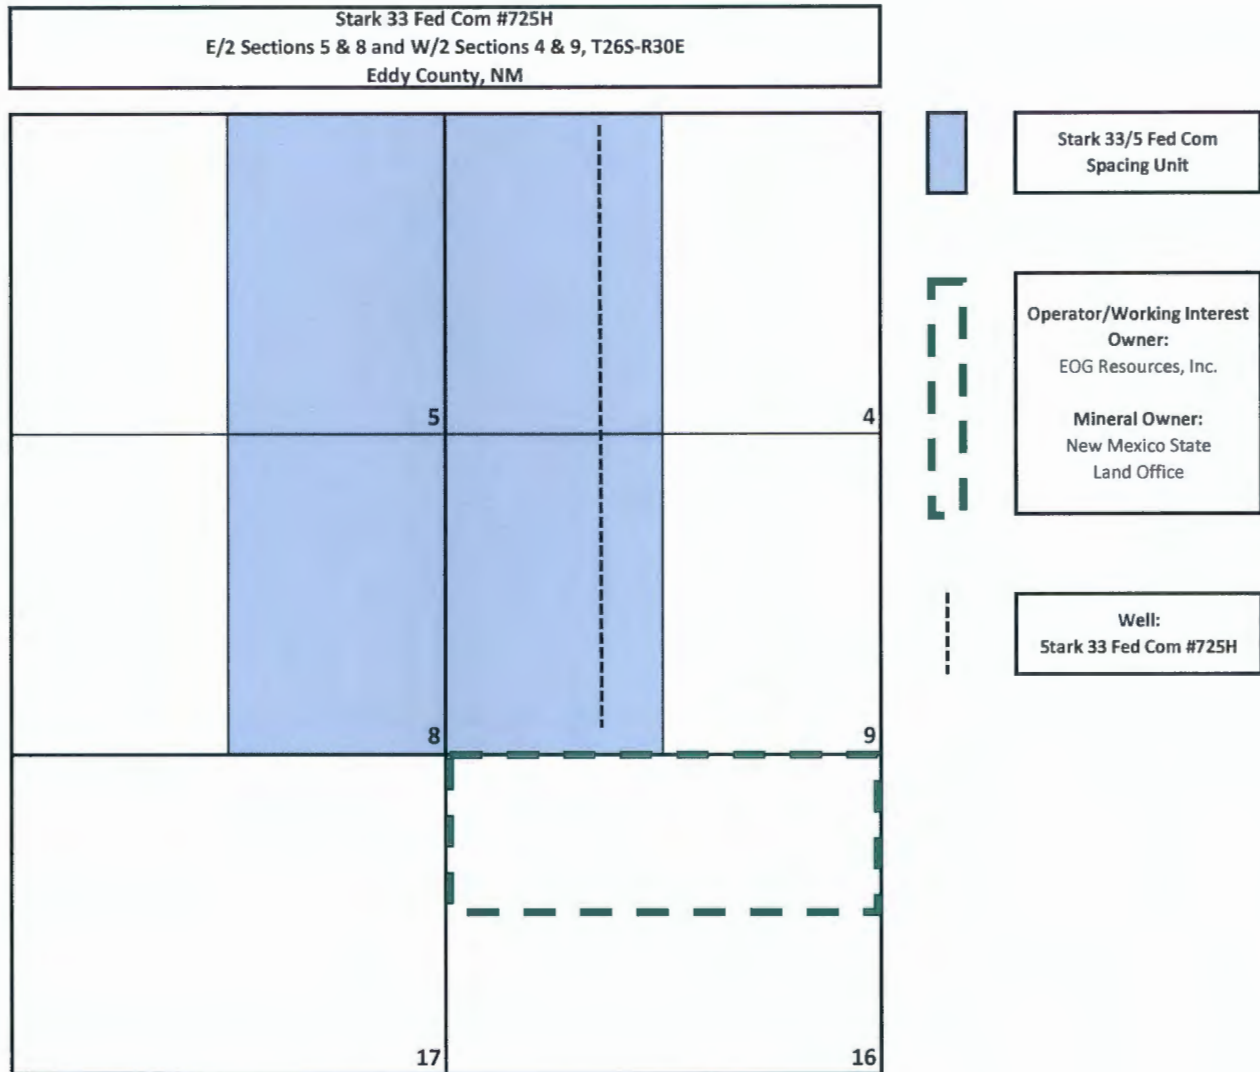 Stark 33 Fed Com #725H
E/2 Sections 5 & 8 and W/2 Sections 4 & 9, T26S-R30E
Eddy County, NM
Stark 33/5 Fed Com
Spacing Unit
Operator/Working Interest
Owner:
EOG Resources, Inc.
Mineral Owner:
New Mexico State
Land Office
Well:
Stark 33 Fed Com #725H
5
4
8
9
17
16